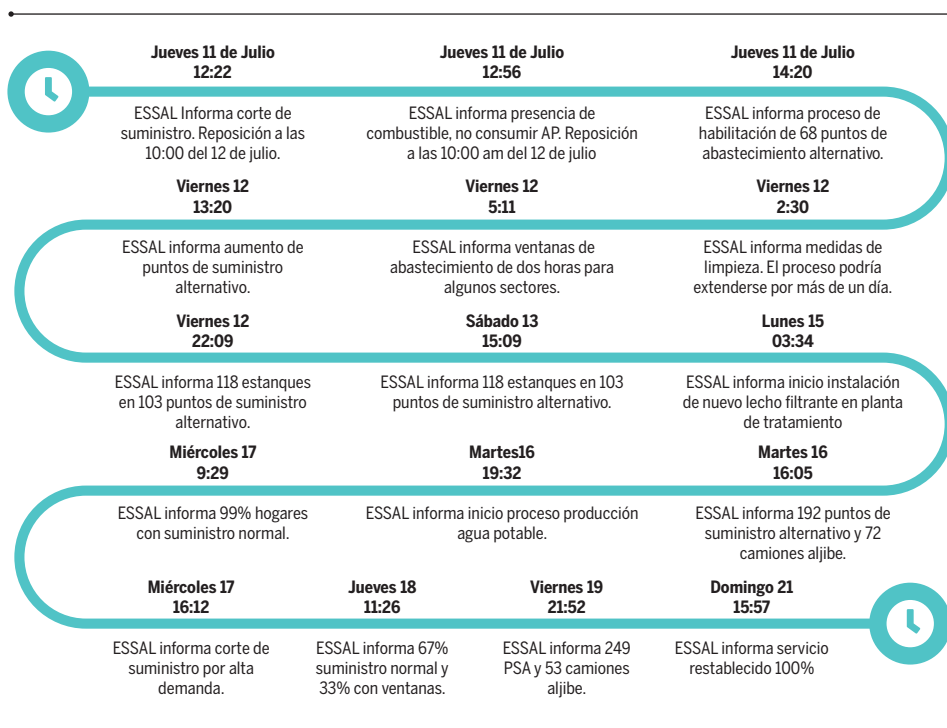 Jueves 11 de Julio
12:22
ESSAL Informa corte de
suministro. Reposición a las
10:00 del 12 de julio.
Jueves 11 de Julio
12:56
ESSAL informa presencia de
combustible, no consumir AP. Reposición
a las 10:00 am del 12 de julio
Jueves 11 de Julio
14:20
ESSAL informa proceso de
habilitación de 68 puntos de
abastecimiento alternativo.
Viernes 12
2:30
ESSAL informa medidas de
limpieza. El proceso podría
extenderse por más de un día.
Viernes 12
5:11
ESSAL informa ventanas de
abastecimiento de dos horas para
algunos sectores.
Viernes 12
13:20
ESSAL informa aumento de
puntos de suministro
alternativo.
Viernes 12
22:09
ESSAL informa 118 estanques
en 103 puntos de suministro
alternativo.
Sábado 13
15:09
ESSAL informa 118 estanques en 103
puntos de suministro alternativo.
Lunes 15
03:34
ESSAL informa inicio instalación
de nuevo lecho filtrante en planta
de tratamiento
Martes 16
16:05
ESSAL informa 192 puntos de
suministro alternativo y 72
camiones aljibe.
Martes16
19:32
ESSAL informa inicio proceso producción
agua potable.
Miércoles 17
9:29
ESSAL informa 99% hogares
con suministro normal.
Miércoles 17
16:12
ESSAL informa corte de
suministro por alta
demanda.
Jueves 18
11:26
ESSAL informa 67%
suministro normal y
33% con ventanas.
Viernes 19
21:52
ESSAL informa 249
PSA y 53 camiones
aljibe.
Domingo 21
15:57
ESSAL informa servicio
restablecido 100%